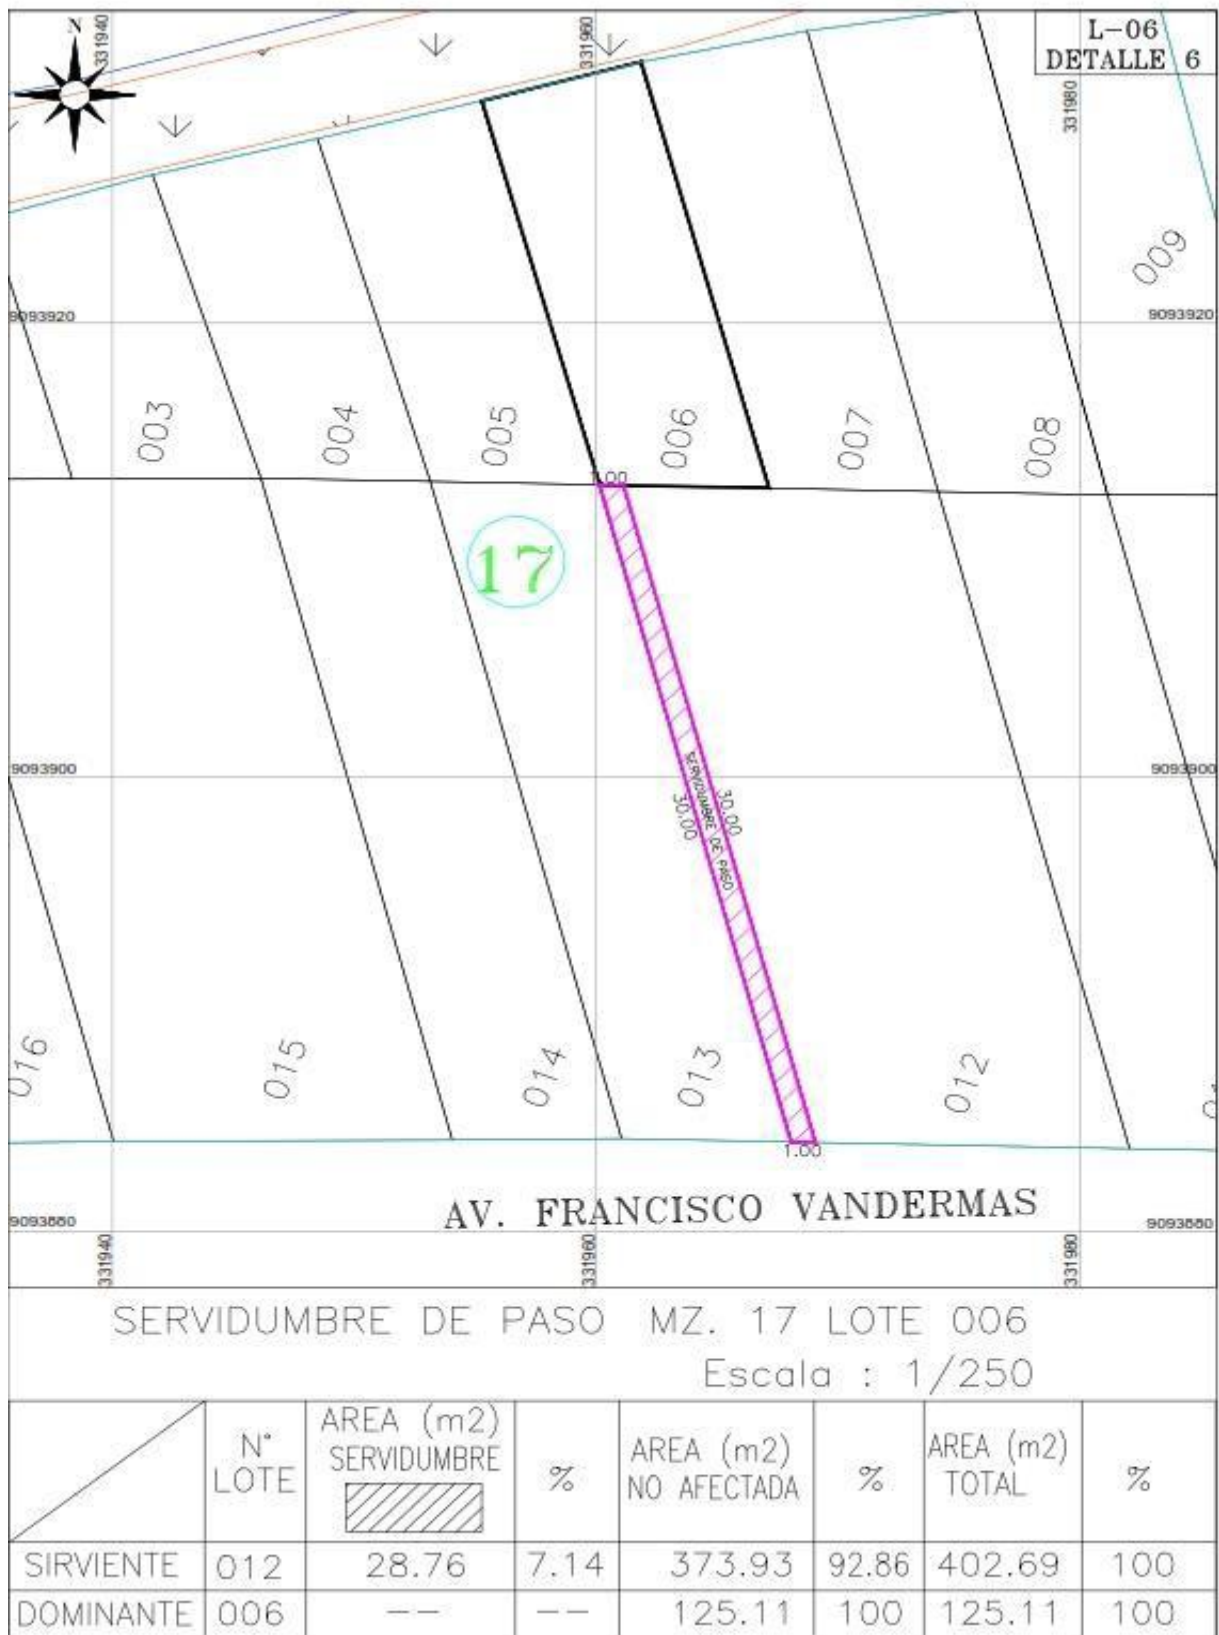 N
331940
331960
L-06
DETALLE 6
331980
009
9093920
9093920
003
004
005
006
007
008
1.00
17
9093900
9093900
SERVIDUMBRE DE PASO
30.00
30.00
016
015
014
013
012
1.00
AV. FRANCISCO VANDERMAS
9093880
9093880
331940
331960
331980
SERVIDUMBRE DE PASO MZ. 17 LOTE 006
Escala : 1/250
N° LOTE
AREA (m2) SERVIDUMBRE
%
AREA (m2) NO AFECTADA
%
AREA (m2) TOTAL
%
SIRVIENTE 012 28.76 7.14 373.93 92.86 402.69 100
DOMINANTE 006 -- -- 125.11 100 125.11 100